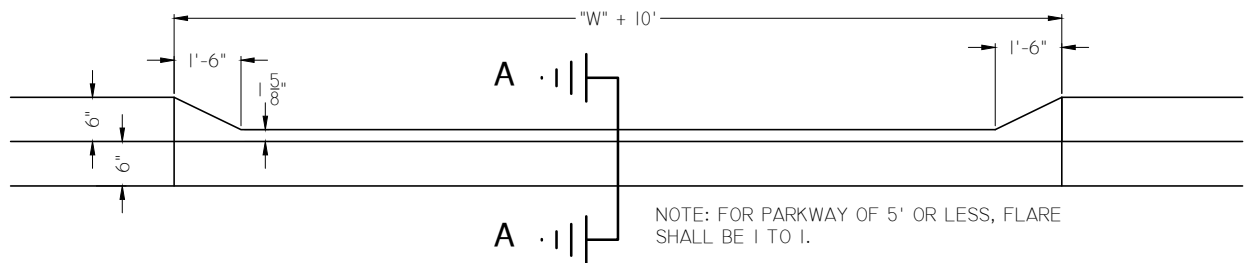 "W" + 10'
1'-6"
1'-6"
A
1 5/8"
6"
6"
NOTE: FOR PARKWAY OF 5' OR LESS, FLARE
SHALL BE 1 TO 1.
A